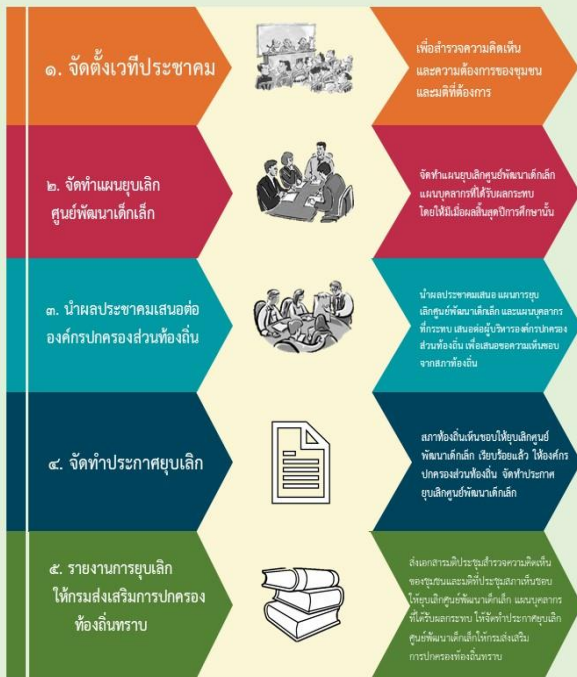 ๑. จัดตั้งเวทีประชาคม
เพื่อสำรวจความคิดเห็น
และความต้องการของชุมชน
และมติที่ต้องการ
๒. จัดทำแผนยุบเลิก
ศูนย์พัฒนาเด็กเล็ก
จัดทำแผนยุบเลิกศูนย์พัฒนาเด็กเล็ก
แผนบุคลากรที่ได้รับผลกระทบ
โดยให้มีเมื่อผลสิ้นสุดปีการศึกษานั้น
๓. นำผลประชาคมเสนอต่อ
องค์กรปกครองส่วนท้องถิ่น
นำผลประชาคมเสนอ แผนการยุบ
เลิกศูนย์พัฒนาเด็กเล็ก และแผนบุคลากร
ที่กระทบ เสนอต่อผู้บริหารองค์กรปกครอง
ส่วนท้องถิ่น เพื่อเสนอขอความเห็นชอบ
จากสภาท้องถิ่น
๔. จัดทำประกาศยุบเลิก
สภาท้องถิ่นเห็นชอบให้ยุบเลิกศูนย์
พัฒนาเด็กเล็ก เรียบร้อยแล้ว ให้องค์กร
ปกครองส่วนท้องถิ่น จัดทำประกาศ
ยุบเลิกศูนย์พัฒนาเด็กเล็ก
๕. รายงานการยุบเลิก
ให้กรมส่งเสริมการปกครอง
ท้องถิ่นทราบ
ส่งเอกสารมติประชุมสำรวจความคิดเห็น
ของชุมชนและมติที่ประชุมสภาเห็นชอบ
ให้ยุบเลิกศูนย์พัฒนาเด็กเล็ก แผนบุคลากร
ที่ได้รับผลกระทบ ให้จัดทำประกาศยุบเลิก
ศูนย์พัฒนาเด็กเล็กให้กรมส่งเสริม
การปกครองท้องถิ่นทราบ